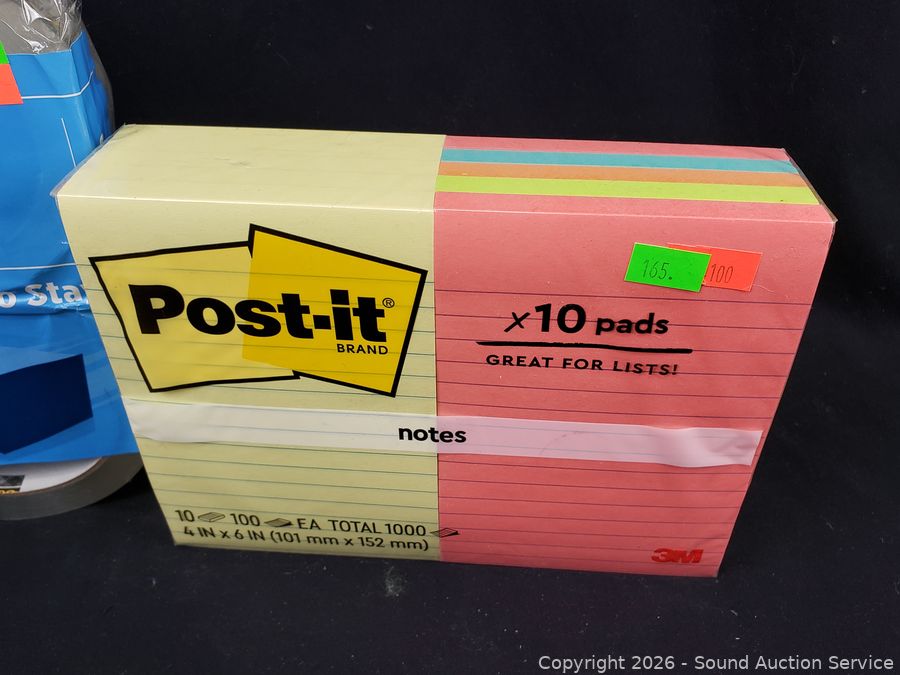 o Sta
165.
100
Post-it®
BRAND
x10 pads
GREAT FOR LISTS!
notes
10 100 EA TOTAL 1000
4 IN x 6 IN (101 mm x 152 mm)
3M
Copyright © 2026 - Sound Auction Service